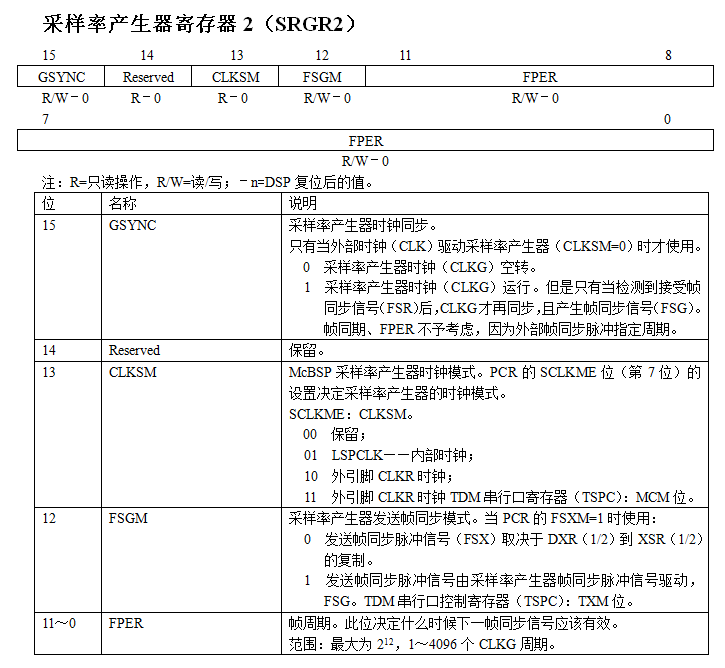 采样率产生器寄存器 2（SRGR2）
15 14 13 12 11 8
GSYNC Reserved CLKSM FSGM FPER
R/W－0 R－0 R－0 R/W－0 R/W－0
7 0
FPER
R/W－0
注：R=只读操作，R/W=读/写；－n=DSP 复位后的值。
位 名称 说明
15 GSYNC 采样率产生器时钟同步。
只有当外部时钟（CLK）驱动采样率产生器（CLKSM=0）时才使用。
0 采样率产生器时钟（CLKG）空转。
1 采样率产生器时钟（CLKG）运行。但是只有当检测到接受帧
同步信号（FSR）后，CLKG才再同步，且产生帧同步信号（FSG）。
帧同期、FPER 不予考虑，因为外部帧同步脉冲指定周期。
14 Reserved 保留。
13 CLKSM McBSP 采样率产生器时钟模式。PCR 的 SCLKME 位（第 7 位）的
设置决定采样率产生器的时钟模式。
SCLKME：CLKSM。
00 保留；
01 LSPCLK——内部时钟；
10 外引脚 CLKR 时钟；
11 外引脚 CLKR 时钟 TDM 串行口寄存器（TSPC）：MCM 位。
12 FSGM 采样率产生器发送帧同步模式。当 PCR 的 FSXM=1 时使用：
0 发送帧同步脉冲信号（FSX）取决于 DXR（1/2）到 XSR（1/2）
的复制。
1 发送帧同步脉冲信号由采样率产生器帧同步脉冲信号驱动，
FSG。TDM 串行口控制寄存器（TSPC）：TXM 位。
11～0 FPER 帧周期。此位决定什么时候下一帧同步信号应该有效。
范围：最大为 2¹²，1～4096 个 CLKG 周期。